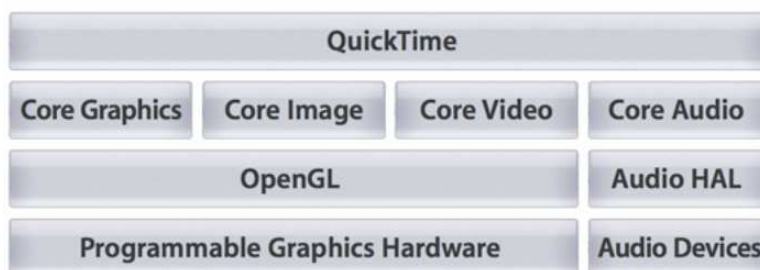 QuickTime
Core Graphics Core Image Core Video Core Audio
OpenGL Audio HAL
Programmable Graphics Hardware Audio Devices